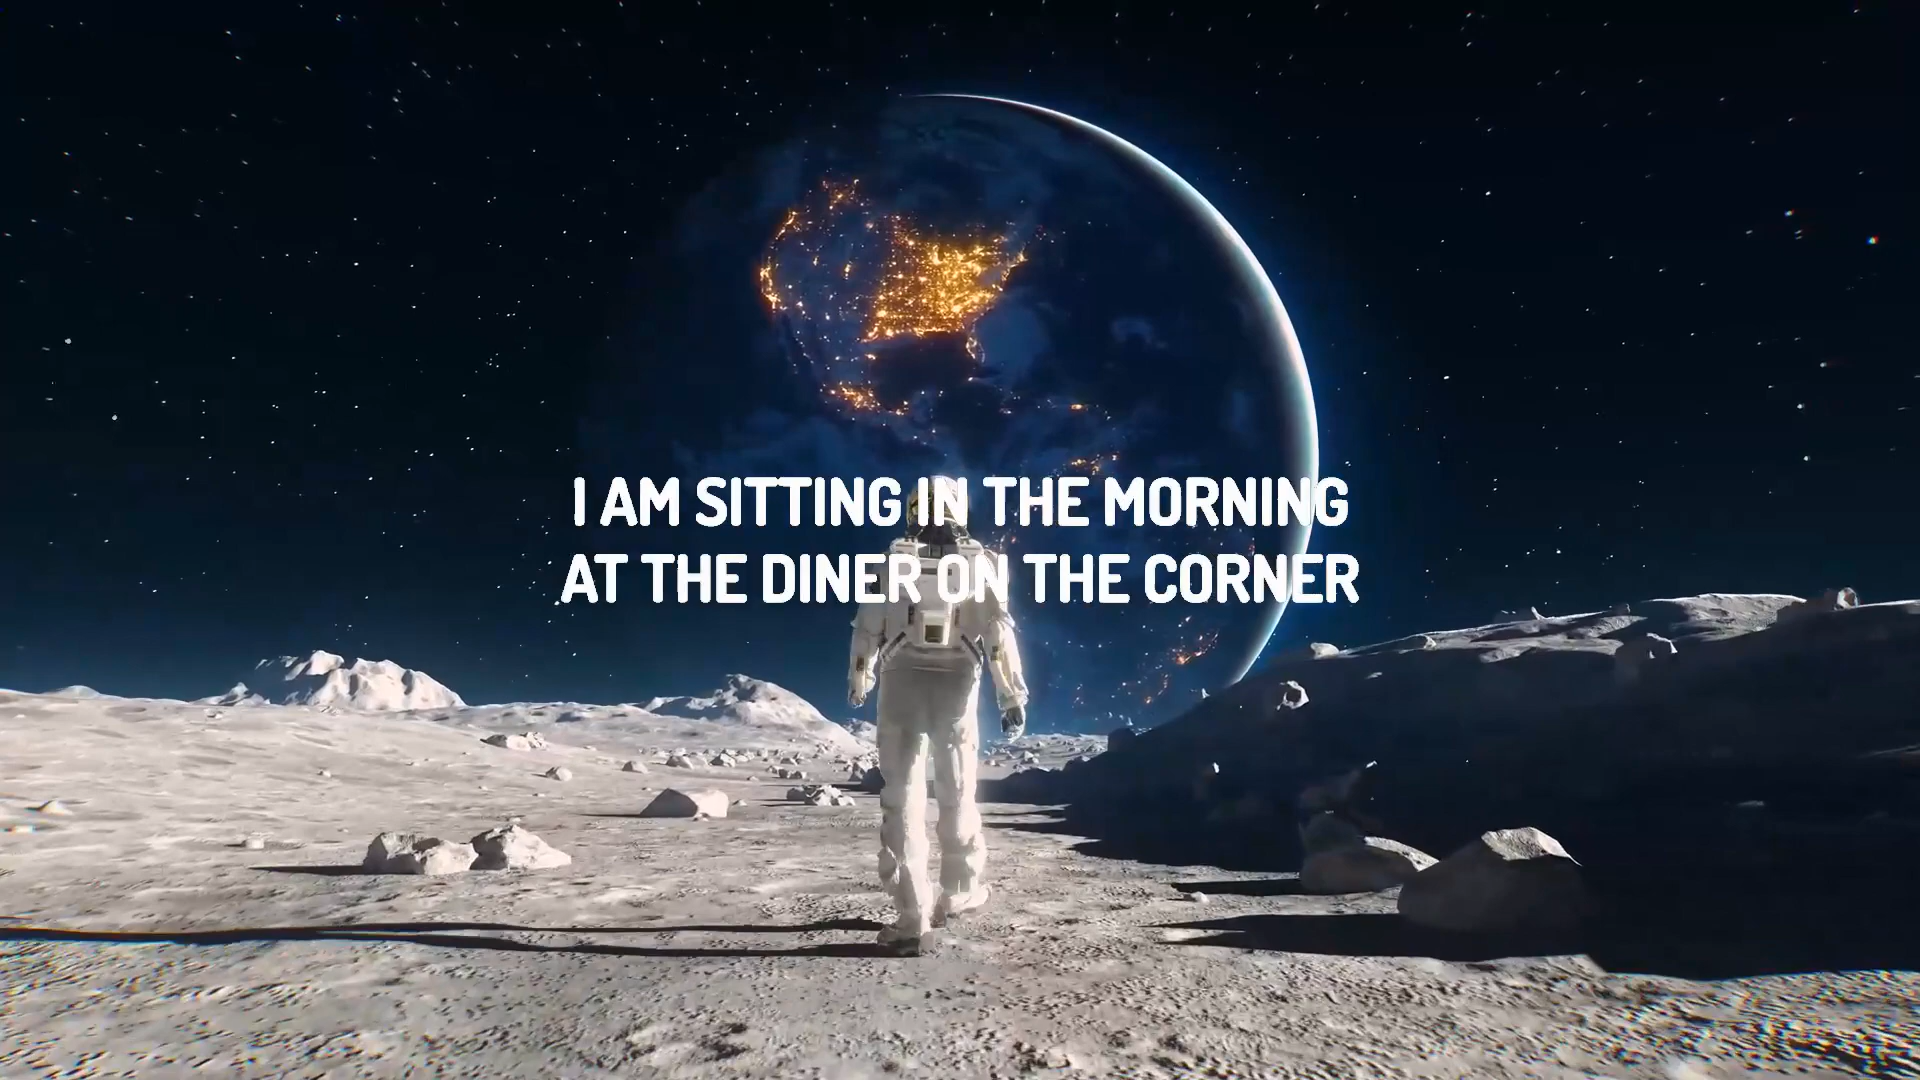 I AM SITTING IN THE MORNING
AT THE DINER ON THE CORNER